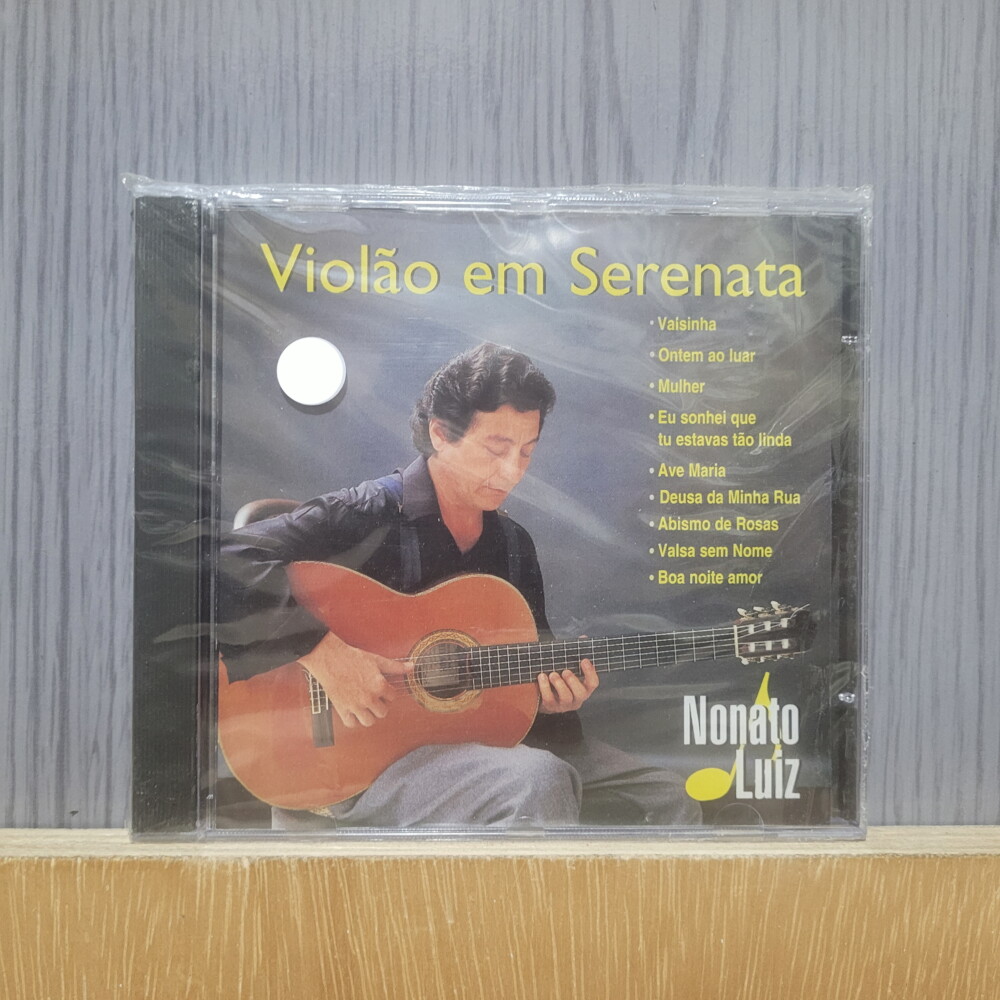 Violão em Serenata
• Valsinha
• Ontem ao luar
• Mulher
• Eu sonhei que
tu estavas tão linda
• Ave Maria
• Deusa da Minha Rua
• Abismo de Rosas
• Valsa sem Nome
• Boa noite amor
Nonato
Luiz